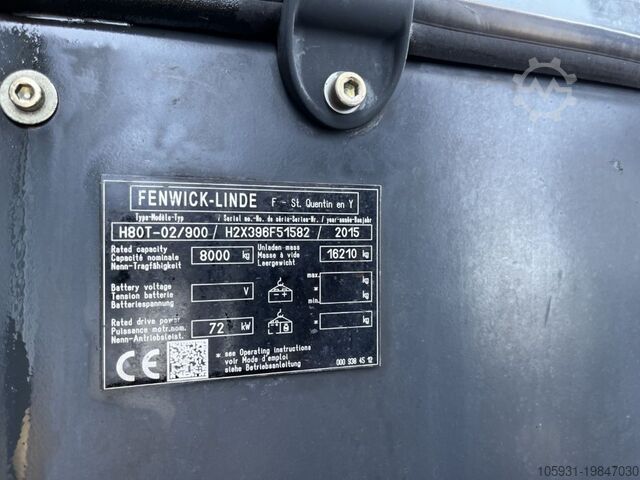 FENWICK-LINDE F - St. Quentin en Y
Type-Modèle-Typ / Serial no.-No. de série-Serien-Nr. / year-année-Baujahr
H80T-02/900 / H2X396F51582 / 2015
Rated capacity
Capacité nominale
Nenn-Tragfähigkeit
8000 kg
Unladen mass
Masse à vide
Leergewicht
16210 kg
Battery voltage
Tension batterie
Batteriespannung
V
max.
*
min.
kg
kg
Rated drive power
Puissance motr.nom.
Nenn-Antriebsleist.
72 kW
L
kg
CE
*. see Operating instructions
voir Mode d'emploi
siehe Betriebsanleitung
000 938 45 12
105931-19847030